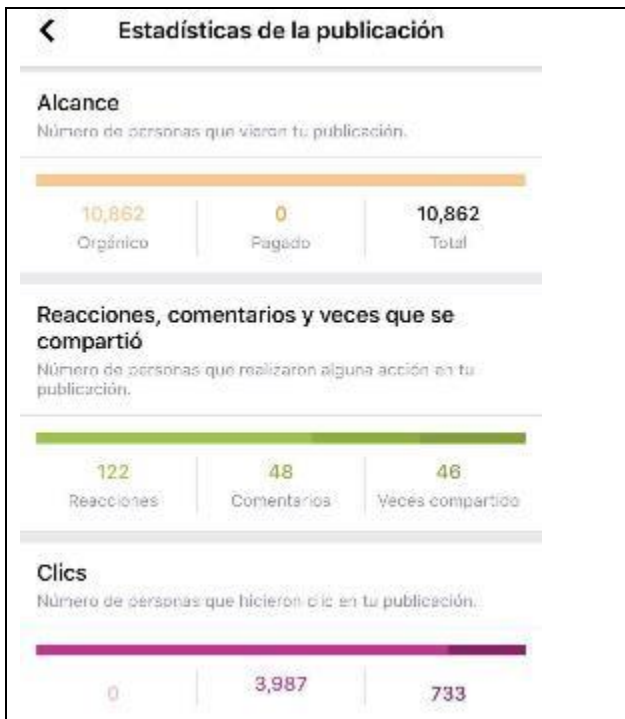 Estadísticas de la publicación
Alcance
Número de personas que vieron tu publicación.
10,862 0 10,862
Orgánico Pagado Total
Reacciones, comentarios y veces que se
compartió
Número de personas que realizaron alguna acción en tu
publicación.
122 48 46
Reacciones Comentarios Veces compartido
Clics
Número de personas que hicieron clic en tu publicación.
0 3,987 733